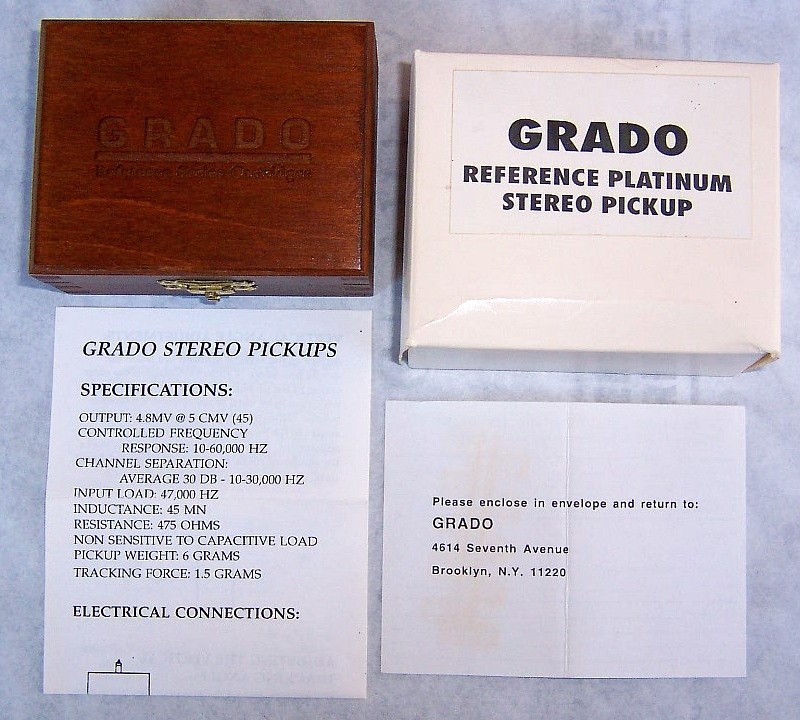 GRADO
Reference Series Cartridges
GRADO
REFERENCE PLATINUM
STEREO PICKUP
GRADO STEREO PICKUPS
SPECIFICATIONS:
OUTPUT: 4.8MV @ 5 CMV (45)
CONTROLLED FREQUENCY
RESPONSE: 10-60,000 HZ
CHANNEL SEPARATION:
AVERAGE 30 DB - 10-30,000 HZ
INPUT LOAD: 47,000 HZ
INDUCTANCE: 45 MN
RESISTANCE: 475 OHMS
NON SENSITIVE TO CAPACITIVE LOAD
PICKUP WEIGHT: 6 GRAMS
TRACKING FORCE: 1.5 GRAMS
ELECTRICAL CONNECTIONS:
Please enclose in envelope and return to:
GRADO
4614 Seventh Avenue
Brooklyn, N.Y. 11220